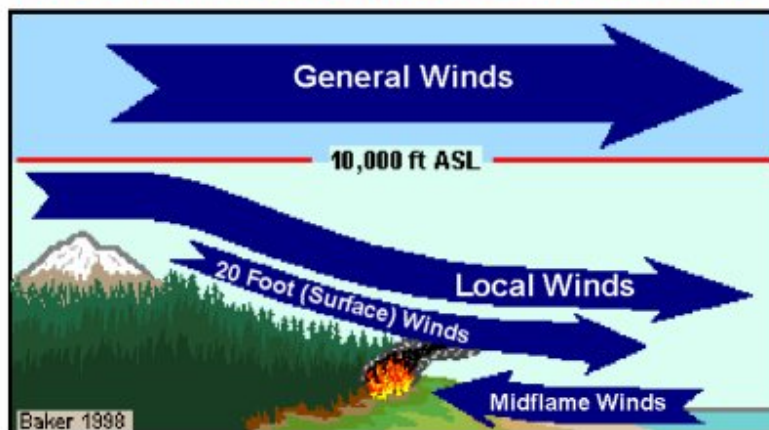 General Winds
10,000 ft ASL
Local Winds
20 Foot (Surface) Winds
Midflame Winds
Baker 1998